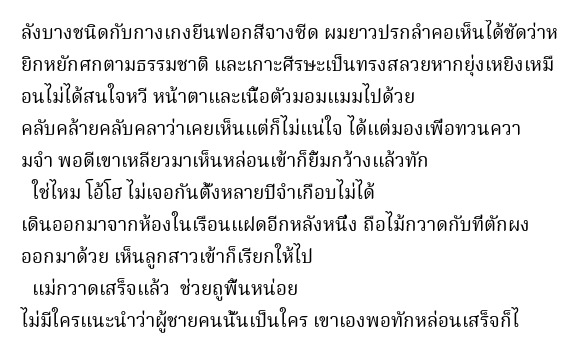 ลังบางชนิดกับกางเกงยีนฟอกสีจางซีด ผมยาวปรกลำคอเห็นได้ชัดว่าห
ยิกหยักศกตามธรรมชาติ และเกาะศีรษะเป็นทรงสลวยหากยุ่งเหยิงเหมื
อนไม่ได้สนใจหวี หน้าตาและเนื้อตัวมอมแมมไปด้วย
คลับคล้ายคลับคลาว่าเคยเห็นแต่ก็ไม่แน่ใจ ได้แต่มองเพื่อทวนควา
มจำ พอดีเขาเหลียวมาเห็นหล่อนเข้าก็ยิ้มกว้างแล้วทัก
ใช่ไหม โอ้โฮ ไม่เจอกันตั้งหลายปีจำเกือบไม่ได้
เดินออกมาจากห้องในเรือนแฝดอีกหลังหนึ่ง ถือไม้กวาดกับที่ตักผง
ออกมาด้วย เห็นลูกสาวเข้าก็เรียกให้ไป
แม่กวาดเสร็จแล้ว ช่วยถูพื้นหน่อย
ไม่มีใครแนะนำว่าผู้ชายคนนั้นเป็นใคร เขาเองพอทักหล่อนเสร็จก็ไ